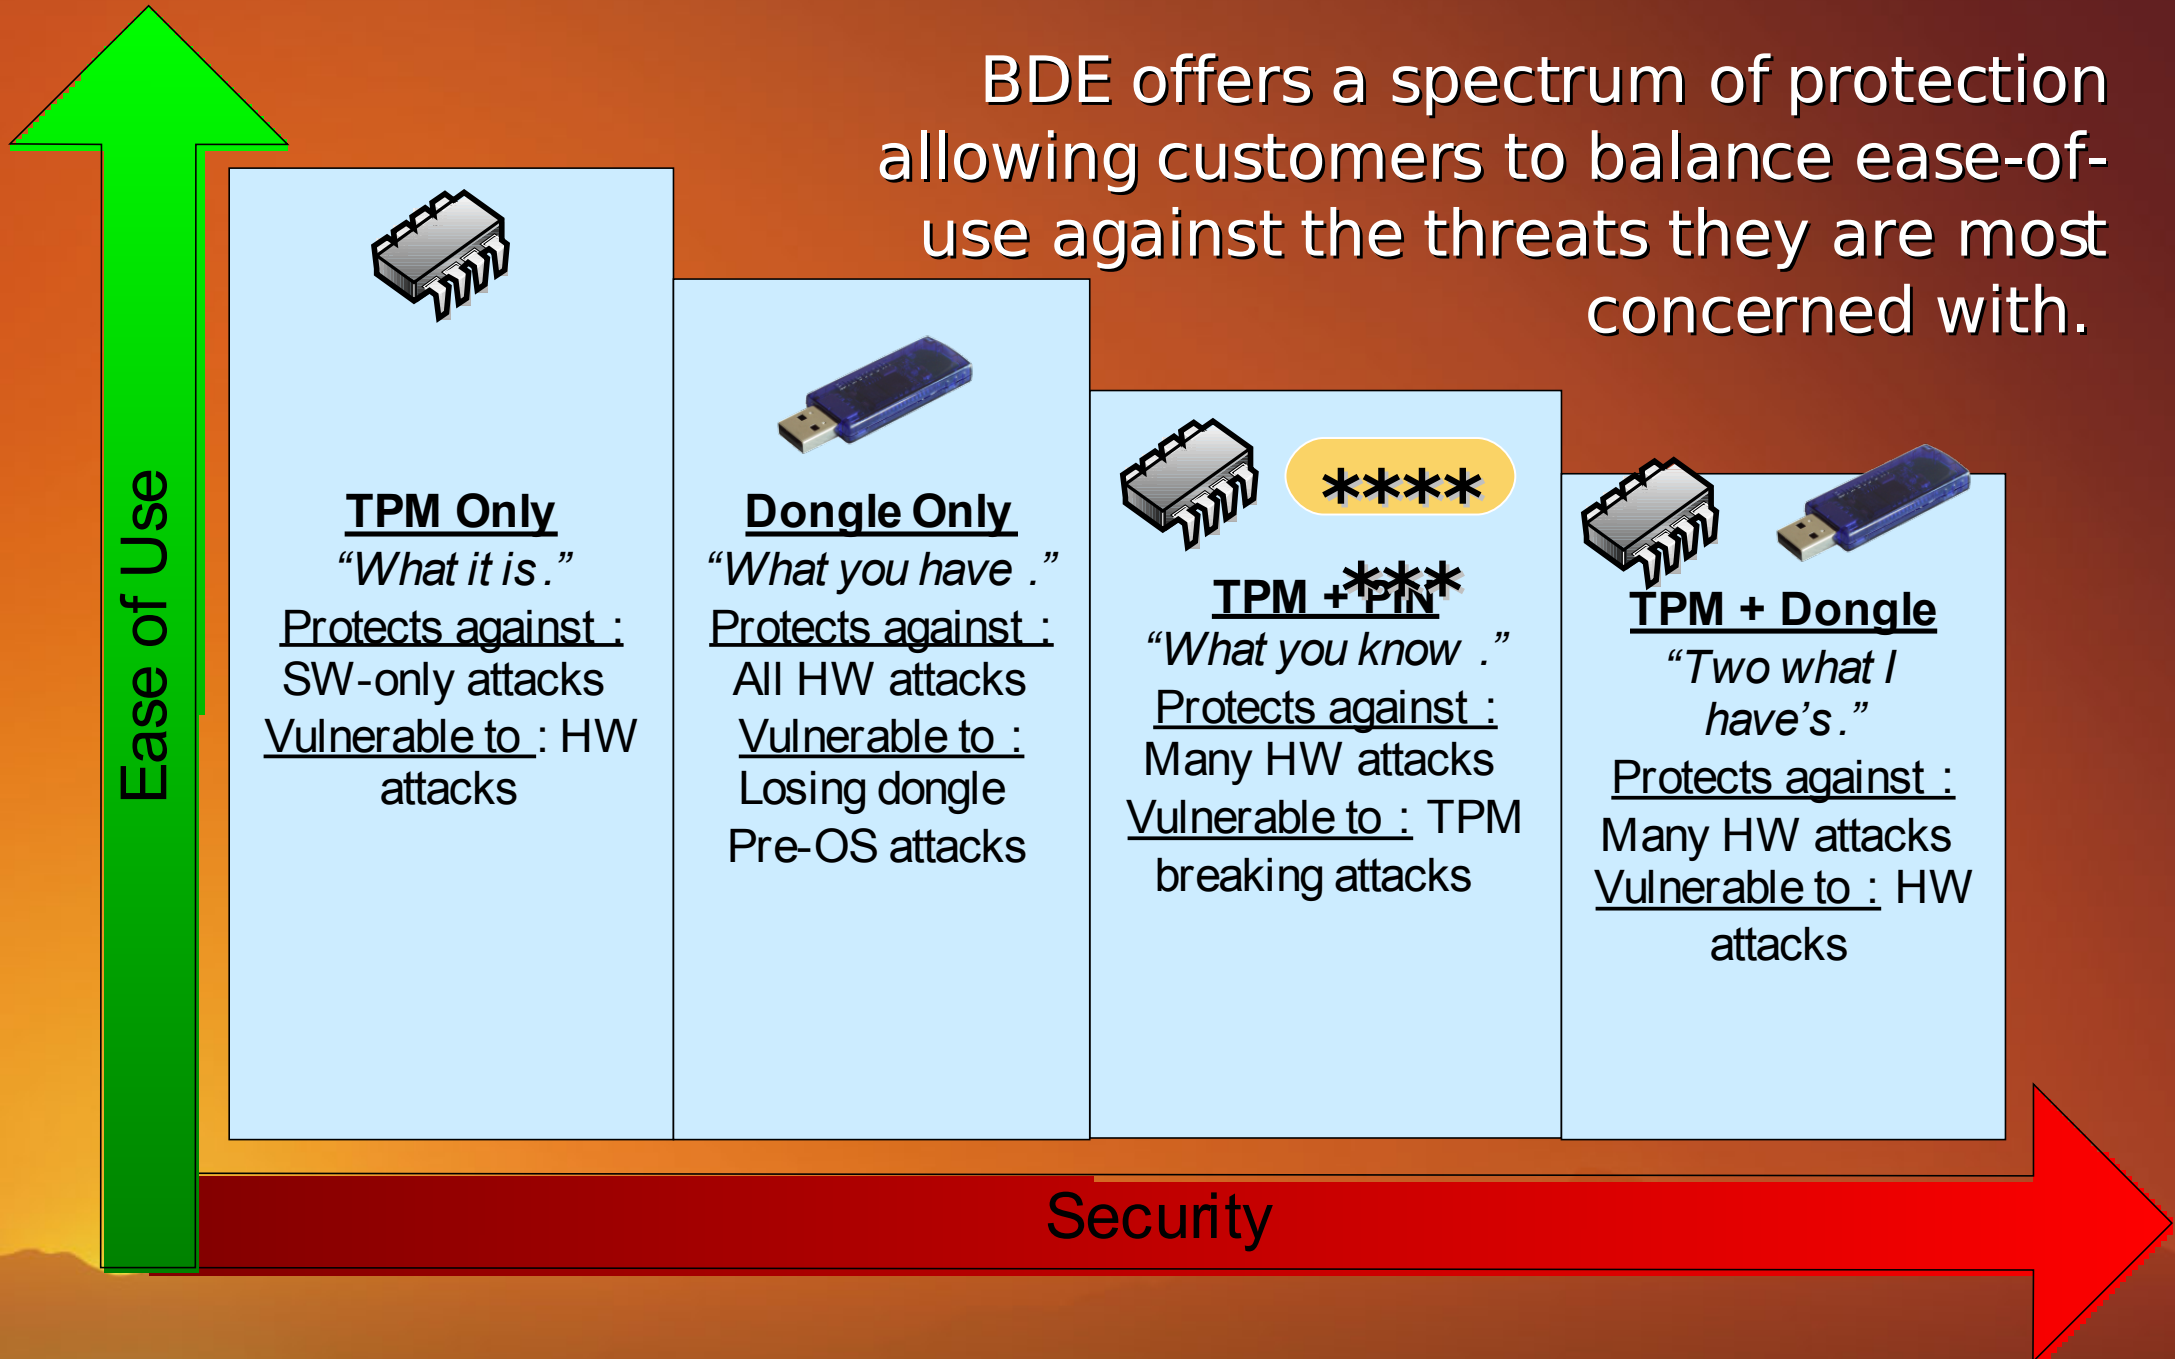 BDE offers a spectrum of protection
allowing customers to balance ease-of-
use against the threats they are most
concerned with.
Ease of Use
TPM Only
“What it is.”
Protects against :
SW-only attacks
Vulnerable to : HW
attacks
Dongle Only
“What you have .”
Protects against :
All HW attacks
Vulnerable to :
Losing dongle
Pre-OS attacks
****
***
TPM + PIN
“What you know .”
Protects against :
Many HW attacks
Vulnerable to : TPM
breaking attacks
TPM + Dongle
“Two what I
have’s.”
Protects against :
Many HW attacks
Vulnerable to : HW
attacks
Security